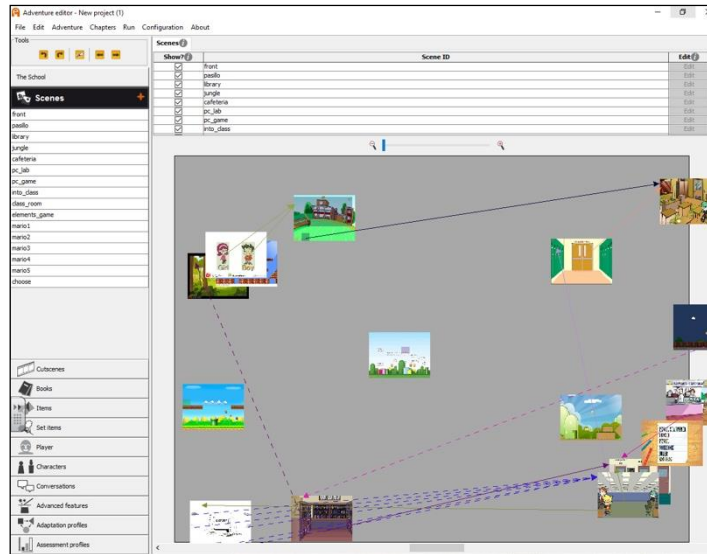 Adventure editor - New project (1)
File Edit Adventure Chapters Run Configuration About
Tools
The School
Scenes
front
pasillo
library
jungle
cafeteria
pc_lab
pc_game
into_class
class_room
elements_game
mario1
mario2
mario3
mario4
mario5
choose
Cutscenes
Books
Items
Set items
Player
Characters
Conversations
Advanced features
Adaptation profiles
Assessment profiles
Scenes
Show? Scene ID Edit
front Edit
pasillo Edit
library Edit
jungle Edit
cafeteria Edit
pc_lab Edit
pc_game Edit
into_class Edit
Girl Boy